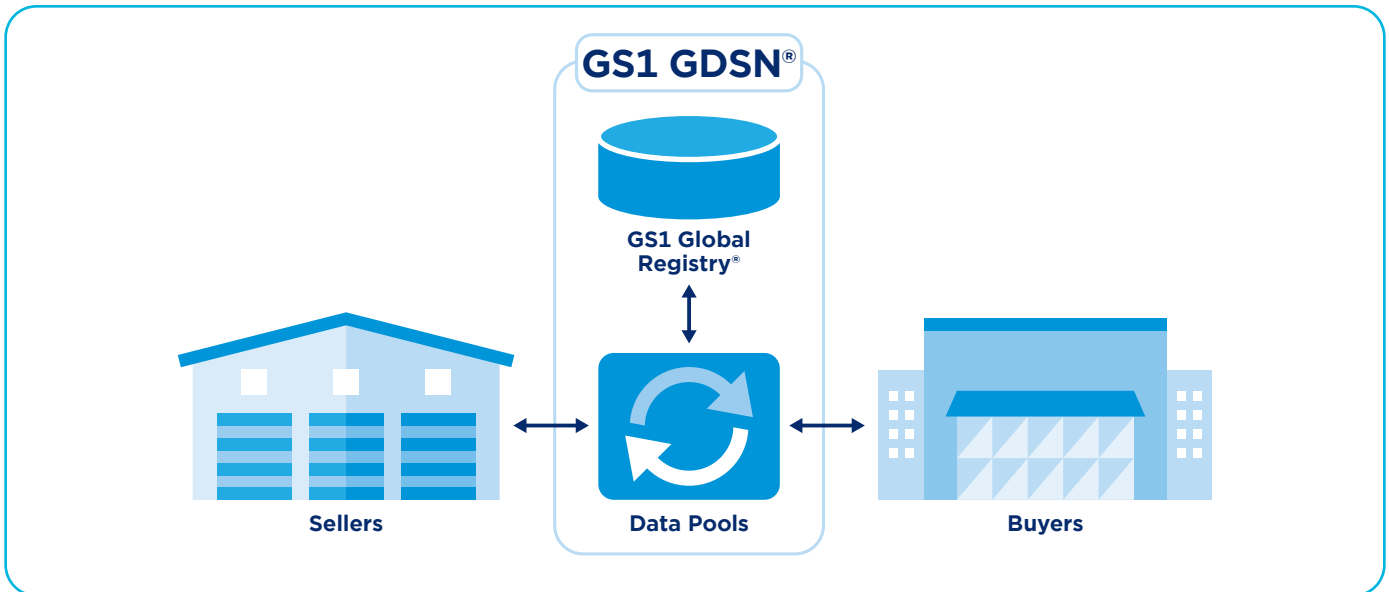 GS1 GDSN®
GS1 Global
Registry®
Sellers
Data Pools
Buyers